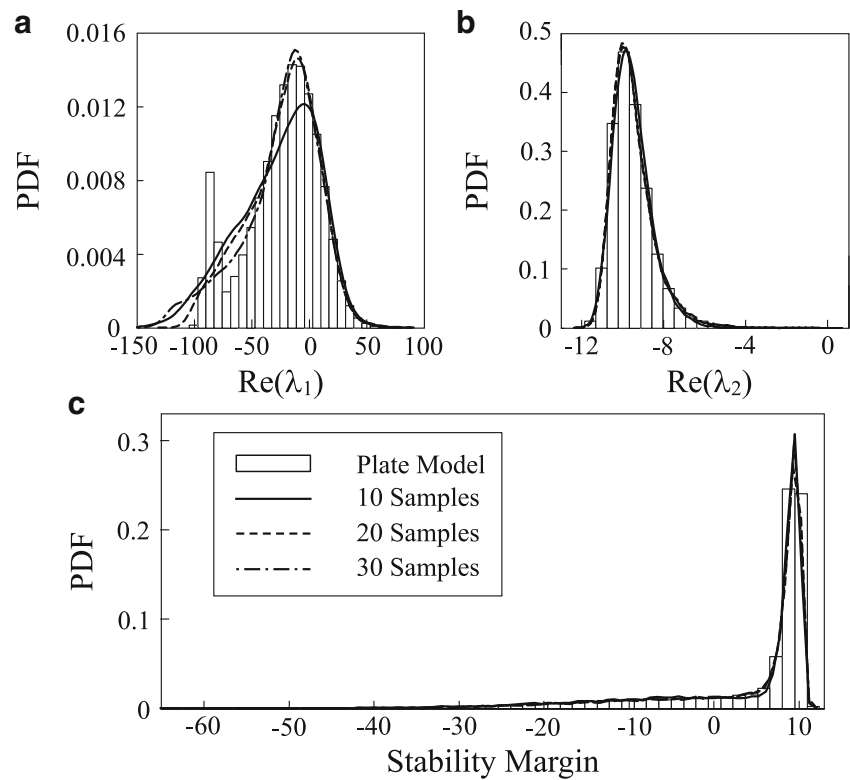 a
0.016
0.012
0.008
0.004
0
PDF
-150
-100
-50
0
50
100
Re(λ1)
b
0.5
0.4
0.3
0.2
0.1
0
PDF
-12
-8
-4
0
Re(λ2)
c
0.3
0.2
0.1
0
PDF
Plate Model
10 Samples
20 Samples
30 Samples
-60
-50
-40
-30
-20
-10
0
10
Stability Margin